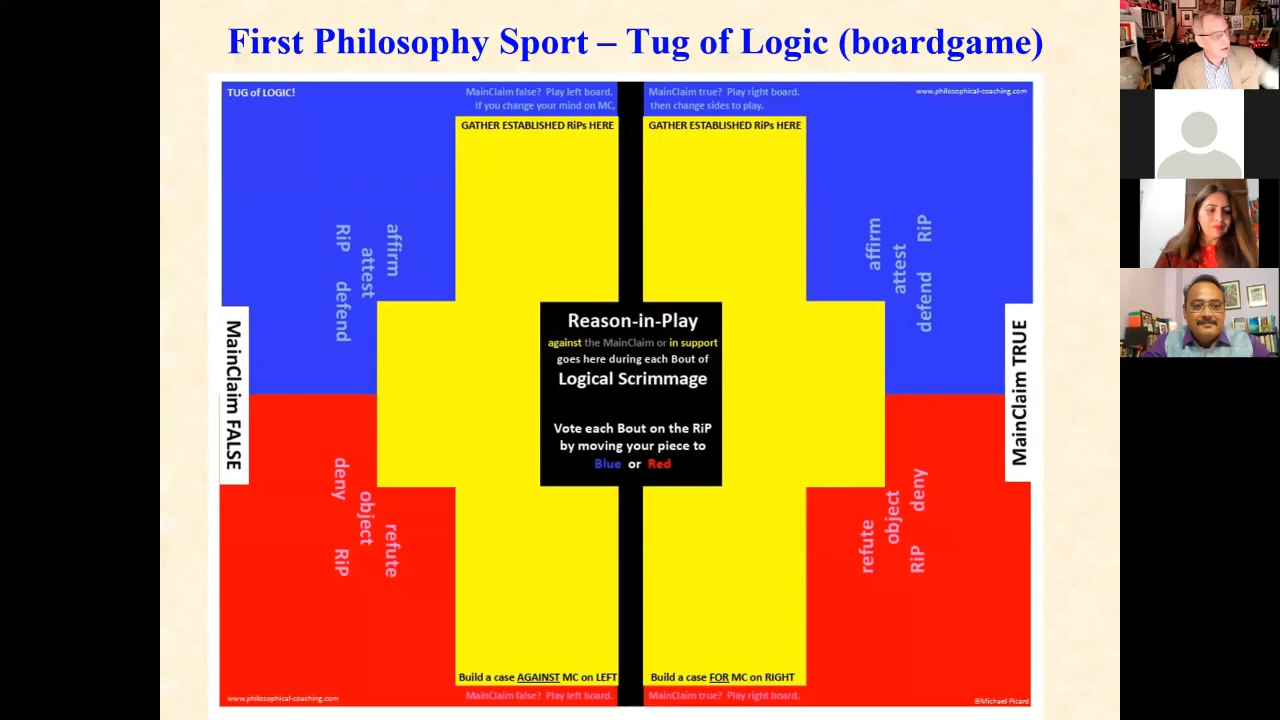 First Philosophy Sport – Tug of Logic (boardgame)
TUG of LOGIC!
MainClaim false? Play left board.
If you change your mind on MC,
MainClaim true? Play right board.
then change sides to play.
www.philosophical-coaching.com
GATHER ESTABLISHED RiPs HERE
GATHER ESTABLISHED RiPs HERE
affirm
attest
defend RiP
affirm
attest
defend RiP
MainClaim FALSE
Reason-in-Play
against the MainClaim or in support
goes here during each Bout of
Logical Scrimmage
Vote each Bout on the RiP
by moving your piece to
Blue or Red
MainClaim TRUE
refute
object
deny RiP
refute
object
RiP deny
Build a case AGAINST MC on LEFT
Build a case FOR MC on RIGHT
www.philosophical-coaching.com
MainClaim false? Play left board.
MainClaim true? Play right board.
©Michael Picard